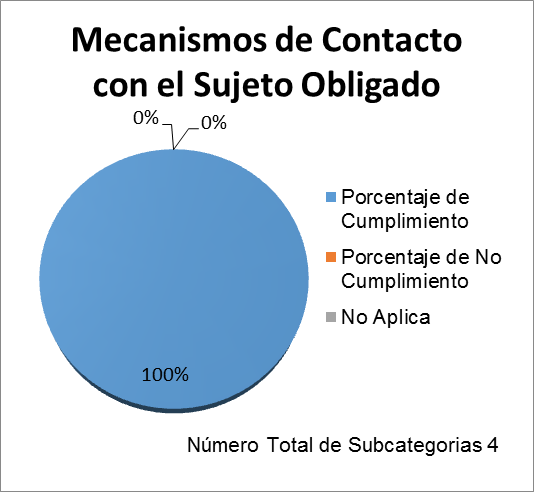 Mecanismos de Contacto
con el Sujeto Obligado
0%
0%
100%
Porcentaje de
Cumplimiento
Porcentaje de No
Cumplimiento
No Aplica
Número Total de Subcategorias 4